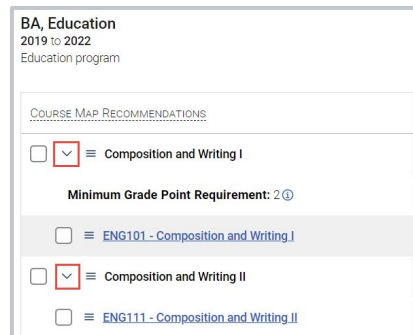 BA, Education
2019 to 2022
Education program
COURSE MAP RECOMMENDATIONS
Composition and Writing I
Minimum Grade Point Requirement: 2
ENG101 - Composition and Writing I
Composition and Writing II
ENG111 - Composition and Writing II